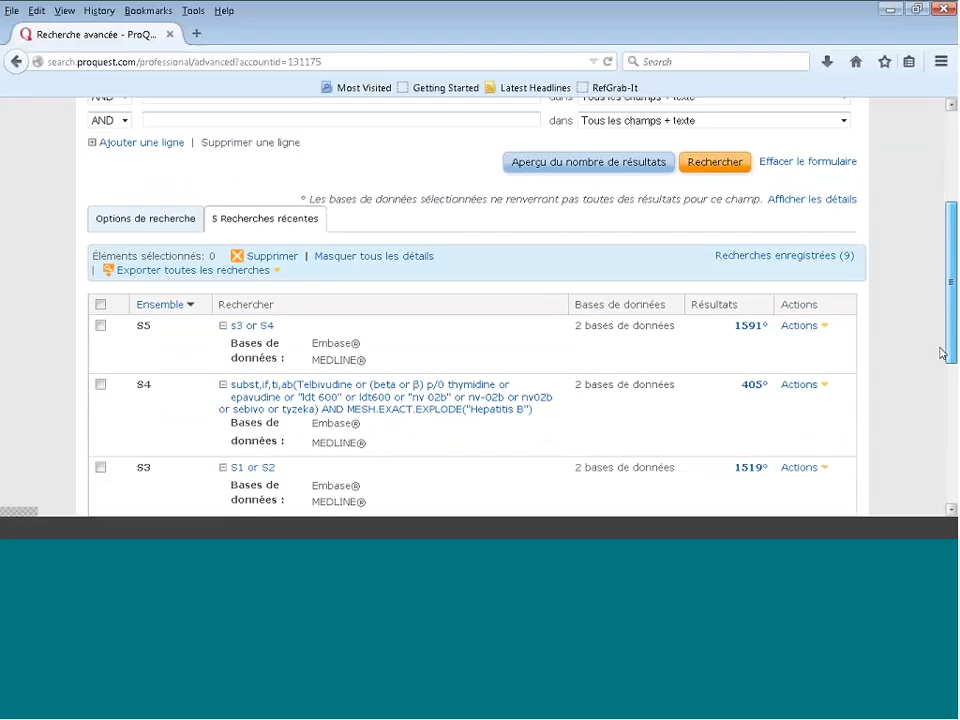 File Edit View History Bookmarks Tools Help
Recherche avancée - ProQ...
search.proquest.com/professional/advanced?accountid=131175
Search
Most Visited Getting Started Latest Headlines RefGrab-It
AND Tous les champs + texte
AND dans Tous les champs + texte
Ajouter une ligne | Supprimer une ligne
Aperçu du nombre de résultats Rechercher Effacer le formulaire
° Les bases de données sélectionnées ne renverront pas toutes des résultats pour ce champ. Afficher les détails
Options de recherche 5 Recherches récentes
Éléments sélectionnés: 0 Supprimer | Masquer tous les détails Recherches enregistrées (9)
| Exporter toutes les recherches
Ensemble Rechercher Bases de données Résultats Actions
S5 s3 or S4 2 bases de données 1591° Actions
Bases de Embase®
données : MEDLINE®
S4 subst,if,ti,ab(Telbivudine or (beta or β) p/0 thymidine or 2 bases de données 405° Actions
epavudine or "ldt 600" or ldt600 or "nv 02b" or nv-02b or nv02b
or sebivo or tyzeka) AND MESH.EXACT.EXPLODE("Hepatitis B")
Bases de Embase®
données : MEDLINE®
S3 S1 or S2 2 bases de données 1519° Actions
Bases de Embase®
données : MEDLINE®